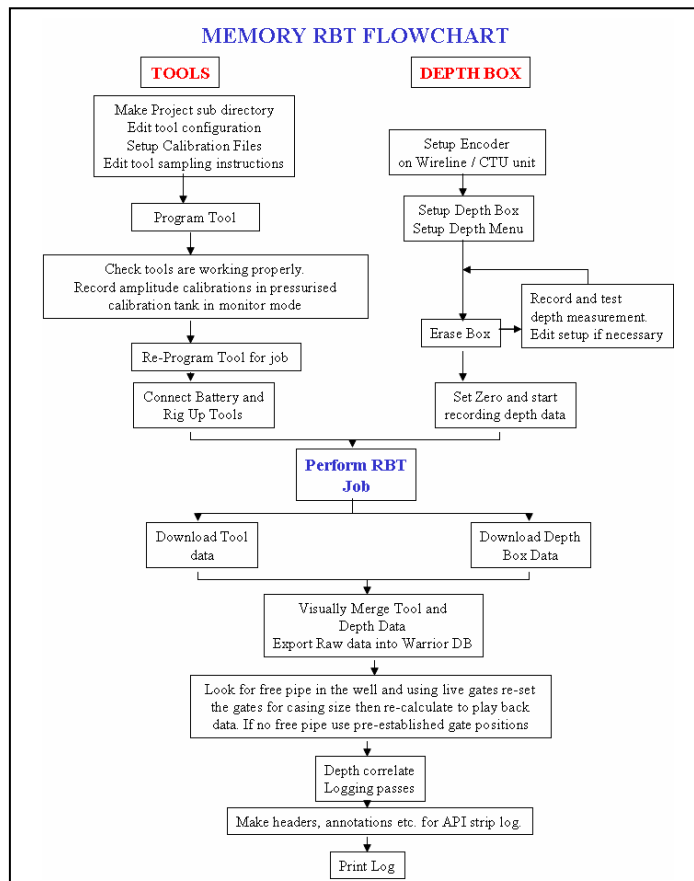 MEMORY RBT FLOWCHART
TOOLS
Make Project sub directory
Edit tool configuration
Setup Calibration Files
Edit tool sampling instructions
Program Tool
Check tools are working properly.
Record amplitude calibrations in pressurised
calibration tank in monitor mode
Re-Program Tool for job
Connect Battery and
Rig Up Tools
DEPTH BOX
Setup Encoder
on Wireline / CTU unit
Setup Depth Box
Setup Depth Menu
Erase Box
Record and test
depth measurement.
Edit setup if necessary
Set Zero and start
recording depth data
Perform RBT
Job
Download Tool
data
Download Depth
Box Data
Visually Merge Tool and
Depth Data
Export Raw data into Warrior DB
Look for free pipe in the well and using live gates re-set
the gates for casing size then re-calculate to play back
data. If no free pipe use pre-established gate positions
Depth correlate
Logging passes
Make headers, annotations etc. for API strip log.
Print Log